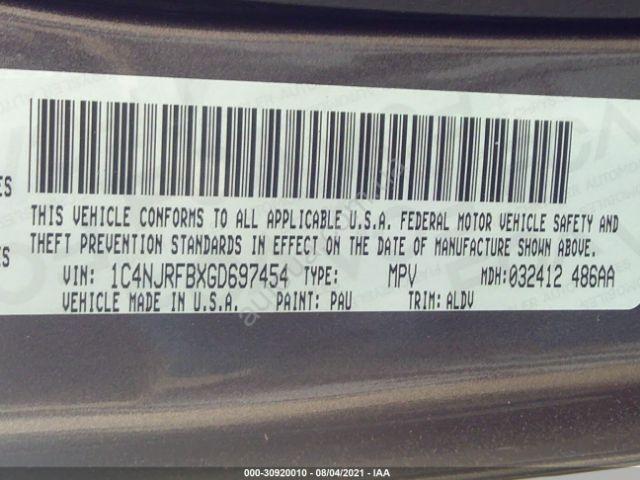 ES
THIS VEHICLE CONFORMS TO ALL APPLICABLE U.S.A. FEDERAL MOTOR VEHICLE SAFETY AND
THEFT PREVENTION STANDARDS IN EFFECT ON THE DATE OF MANUFACTURE SHOWN ABOVE.
ES
VIN: 1C4NJRFBXGD697454 TYPE: MPV MDH:032412 486AA
VEHICLE MADE IN U.S.A. PAINT: PAU TRIM: ALDV
000-30920010 - 08/04/2021 - IAA